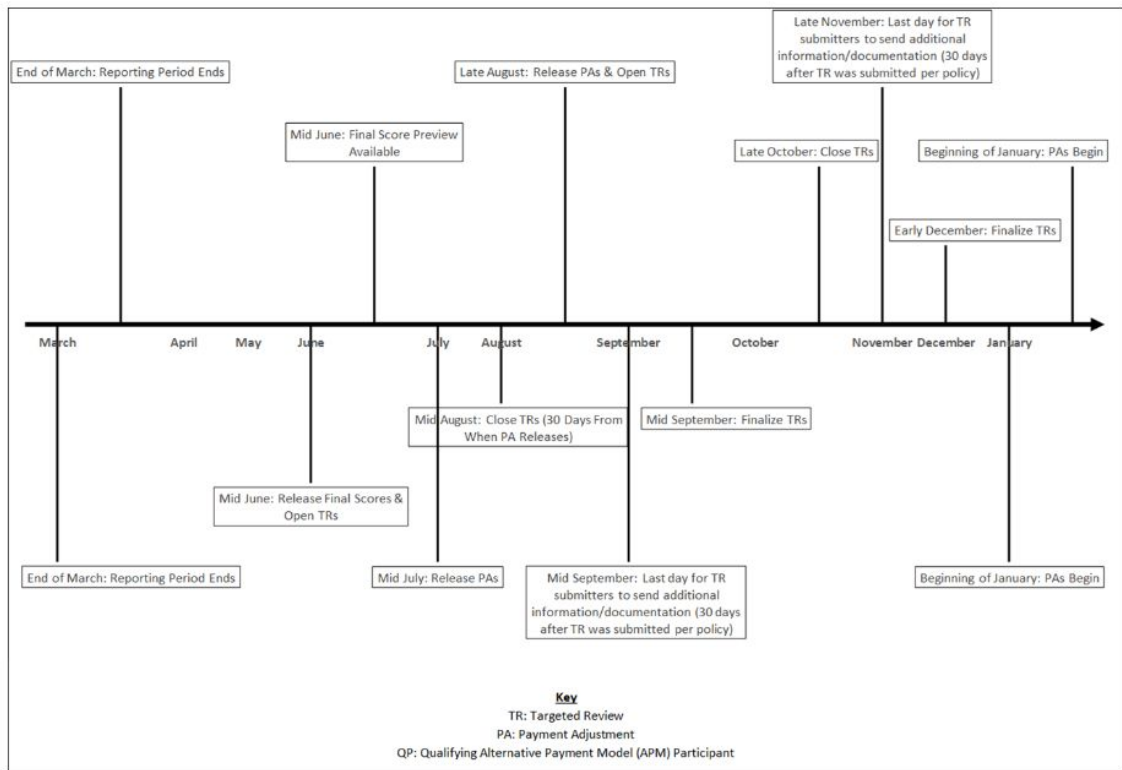 Late November: Last day for TR
submitters to send additional
information/documentation (30 days
after TR was submitted per policy)
End of March: Reporting Period Ends
Late August: Release PAs & Open TRs
Mid June: Final Score Preview
Available
Late October: Close TRs
Beginning of January: PAs Begin
Early December: Finalize TRs
March April May June July August September October November December January
Mid August: Close TRs (30 Days From
When PA Releases)
Mid September: Finalize TRs
Mid June: Release Final Scores &
Open TRs
End of March: Reporting Period Ends
Mid July: Release PAs
Mid September: Last day for TR
submitters to send additional
information/documentation (30 days
after TR was submitted per policy)
Beginning of January: PAs Begin
Key
TR: Targeted Review
PA: Payment Adjustment
QP: Qualifying Alternative Payment Model (APM) Participant